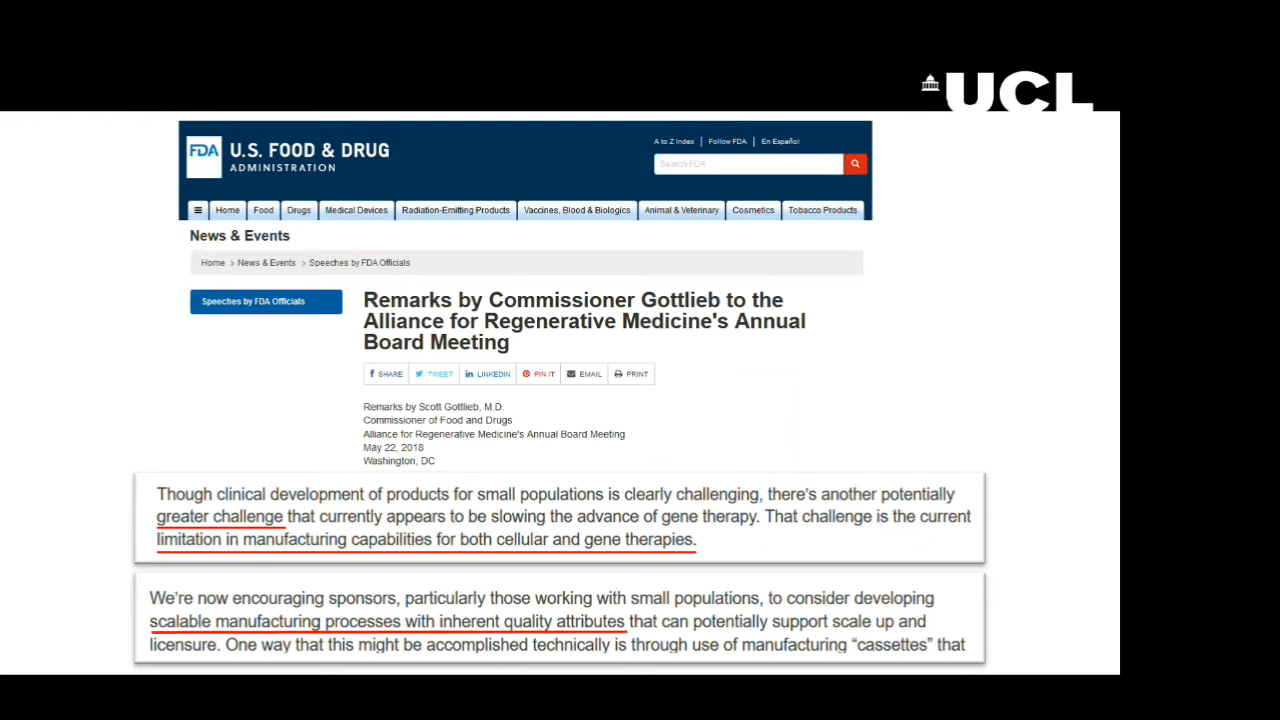 UCL
FDA U.S. FOOD & DRUG
ADMINISTRATION
A to Z Index | Follow FDA | En Español
Search FDA
Home Food Drugs Medical Devices Radiation-Emitting Products Vaccines, Blood & Biologics Animal & Veterinary Cosmetics Tobacco Products
News & Events
Home > News & Events > Speeches by FDA Officials
Speeches by FDA Officials
Remarks by Commissioner Gottlieb to the
Alliance for Regenerative Medicine's Annual
Board Meeting
SHARE TWEET LINKEDIN PIN IT EMAIL PRINT
Remarks by Scott Gottlieb, M.D.
Commissioner of Food and Drugs
Alliance for Regenerative Medicine's Annual Board Meeting
May 22, 2018
Washington, DC
Though clinical development of products for small populations is clearly challenging, there's another potentially
greater challenge that currently appears to be slowing the advance of gene therapy. That challenge is the current
limitation in manufacturing capabilities for both cellular and gene therapies.
We're now encouraging sponsors, particularly those working with small populations, to consider developing
scalable manufacturing processes with inherent quality attributes that can potentially support scale up and
licensure. One way that this might be accomplished technically is through use of manufacturing “cassettes” that